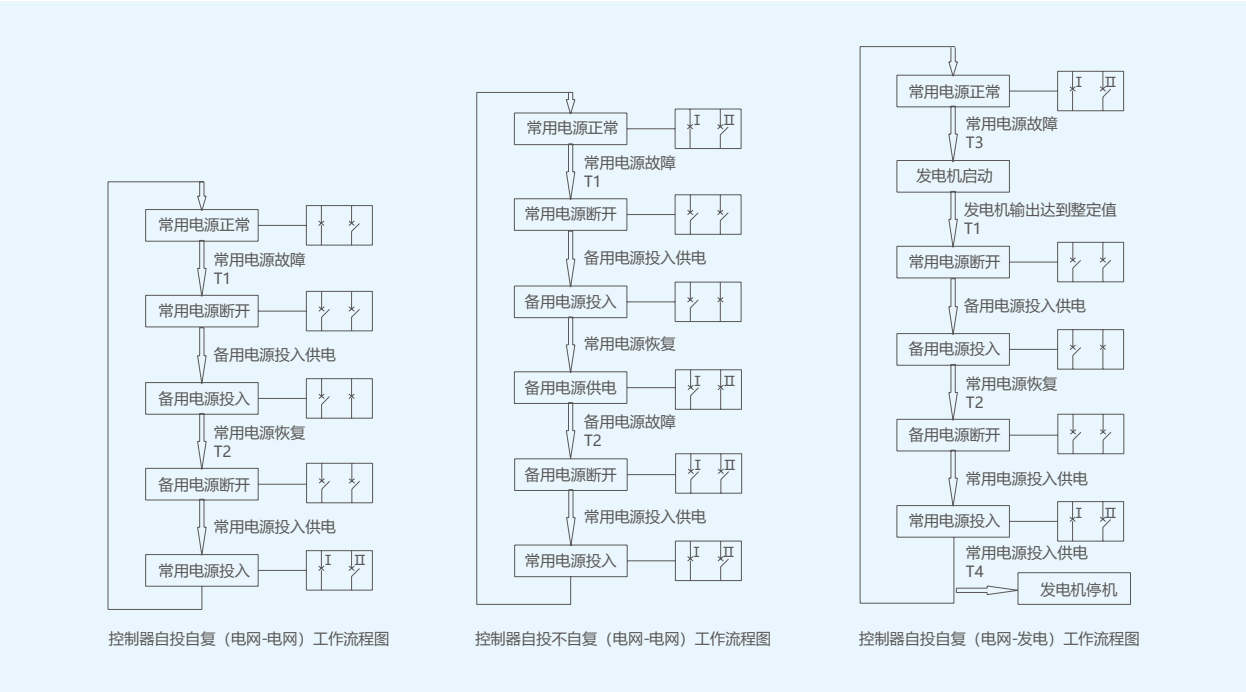 常用电源正常
常用电源故障
T1
常用电源断开
备用电源投入供电
备用电源投入
常用电源恢复
T2
备用电源断开
常用电源投入供电
常用电源投入
I
II
控制器自投自复（电网-电网）工作流程图
常用电源正常
I
II
常用电源故障
T1
常用电源断开
备用电源投入供电
备用电源投入
常用电源恢复
备用电源供电
I
II
备用电源故障
T2
备用电源断开
I
II
常用电源投入供电
常用电源投入
I
II
控制器自投不自复（电网-电网）工作流程图
常用电源正常
I
II
常用电源故障
T3
发电机启动
发电机输出达到整定值
T1
常用电源断开
备用电源投入供电
备用电源投入
常用电源恢复
T2
备用电源断开
常用电源投入供电
常用电源投入
I
II
常用电源投入供电
T4
发电机停机
控制器自投自复（电网-发电）工作流程图